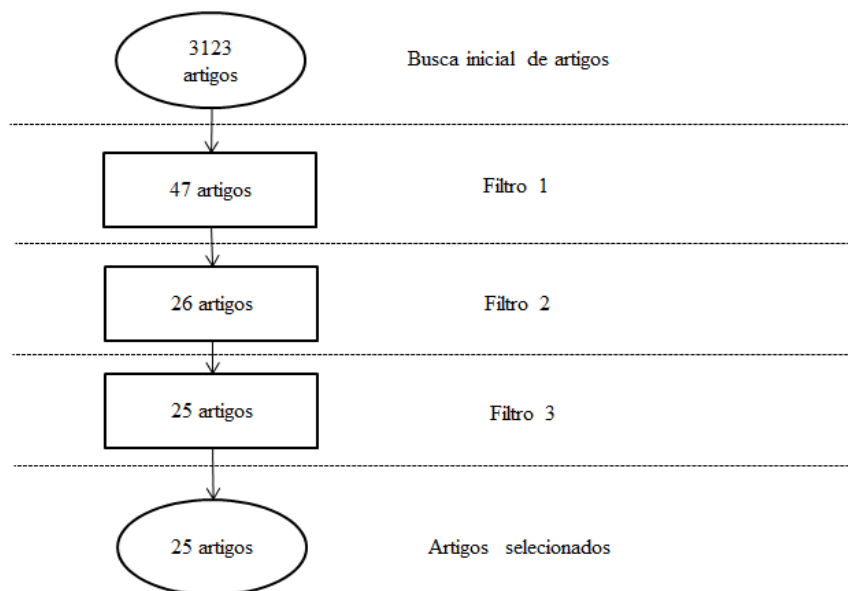 3123
artigos
Busca inicial de artigos
47 artigos
Filtro 1
26 artigos
Filtro 2
25 artigos
Filtro 3
25 artigos
Artigos selecionados